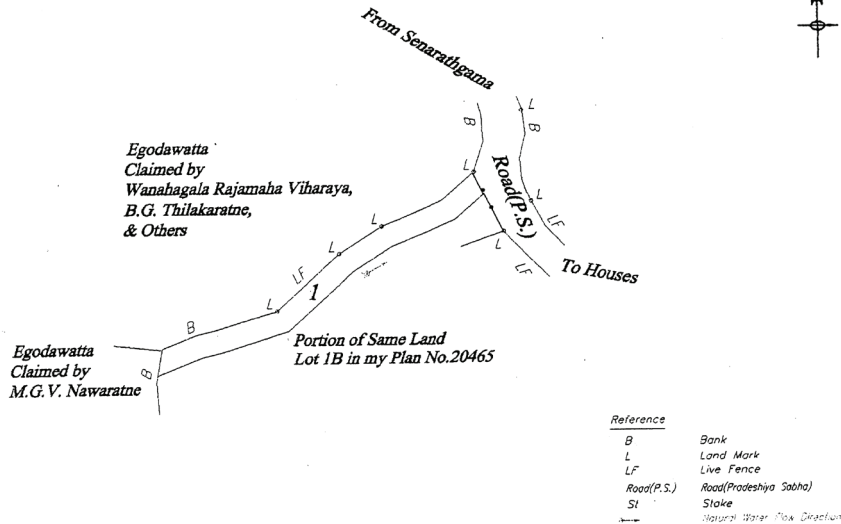 From Senarathgama
L
B
B
Egodawatta
Claimed by
Wanahagala Rajamaha Viharaya,
B.G. Thilakaratne,
& Others
L
Road(P.S.)
L
LF
L
L
L
LF
To Houses
LF
1
L
B
Portion of Same Land
Lot 1B in my Plan No.20465
Egodawatta
Claimed by
M.G.V. Nawaratne
B
Reference
B Bank
L Land Mark
LF Live Fence
Road(P.S.) Road(Pradeshiya Sabha)
St Stake
Natural Water Flow Direction